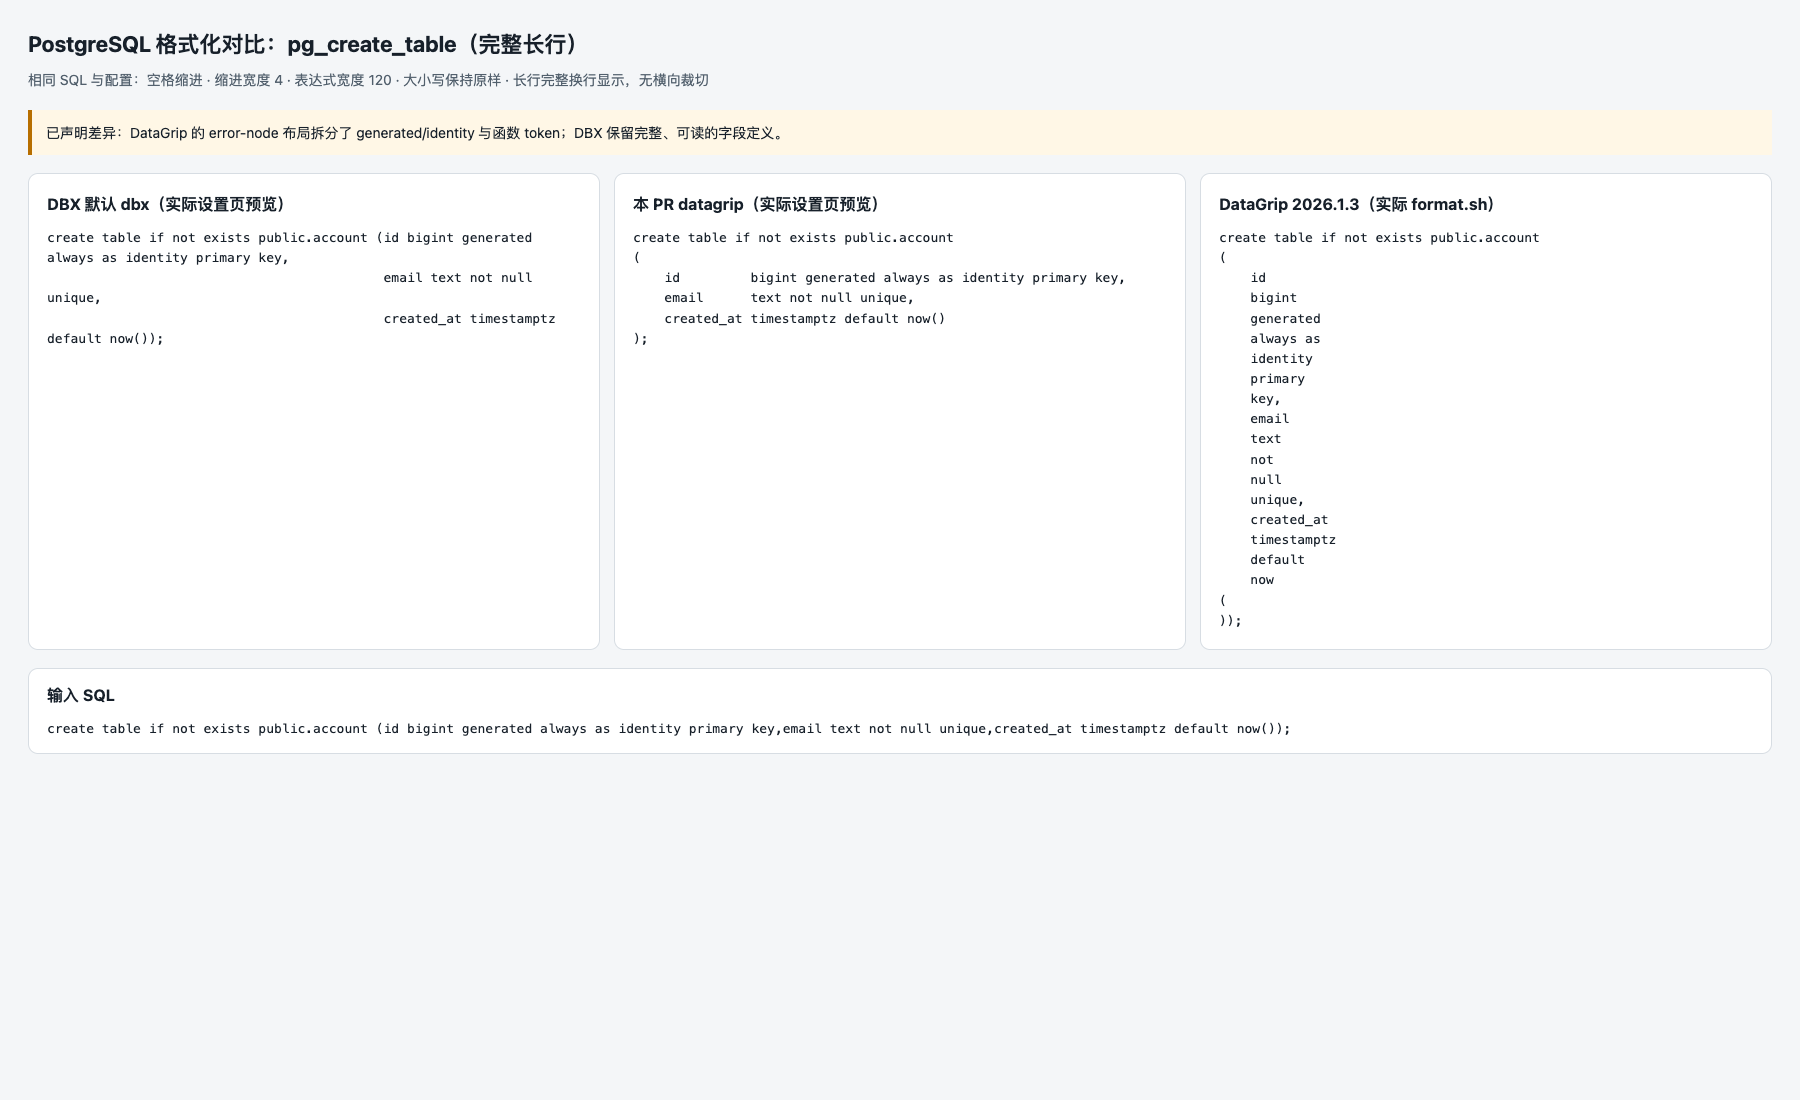 PostgreSQL 格式化对比：pg_create_table（完整长行）
相同 SQL 与配置：空格缩进 · 缩进宽度 4 · 表达式宽度 120 · 大小写保持原样 · 长行完整换行显示，无横向裁切
已声明差异：DataGrip 的 error-node 布局拆分了 generated/identity 与函数 token；DBX 保留完整、可读的字段定义。
DBX 默认 dbx（实际设置页预览）
create table if not exists public.account (id bigint generated
always as identity primary key,
                                           email text not null
unique,
                                           created_at timestamptz
default now());
本 PR datagrip（实际设置页预览）
create table if not exists public.account
(
    id         bigint generated always as identity primary key,
    email      text not null unique,
    created_at timestamptz default now()
);
DataGrip 2026.1.3（实际 format.sh）
create table if not exists public.account
(
    id
    bigint
    generated
    always as
    identity
    primary
    key,
    email
    text
    not
    null
    unique,
    created_at
    timestamptz
    default
    now
(
));
输入 SQL
create table if not exists public.account (id bigint generated always as identity primary key,email text not null unique,created_at timestamptz default now());